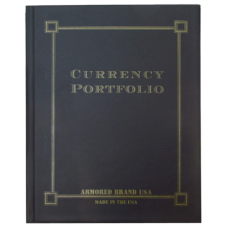 CURRENCY
PORTFOLIO
ARMORED BRAND USA
MADE IN THE USA